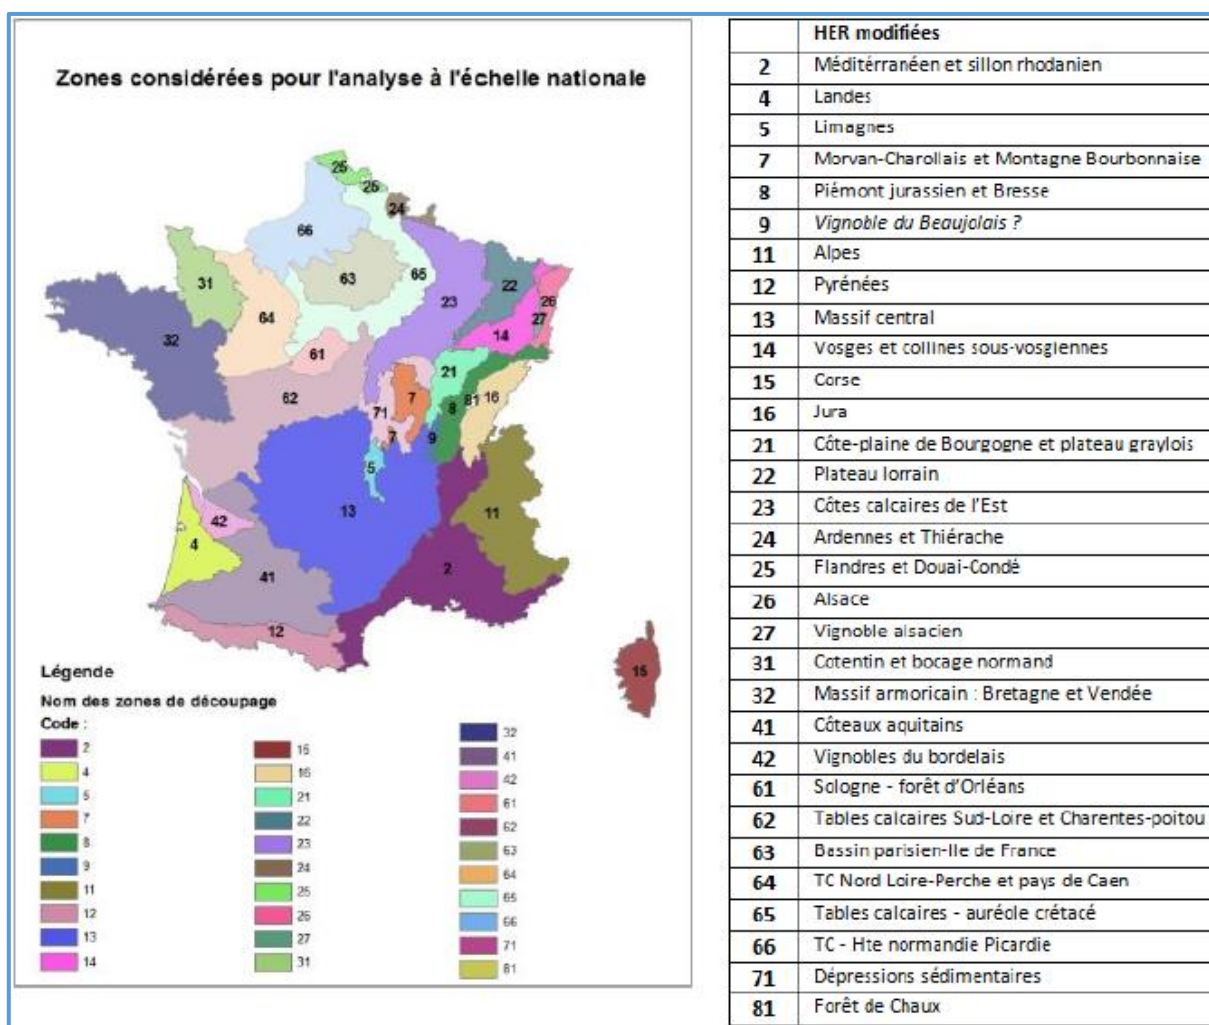 Zones considérées pour l'analyse à l'échelle nationale
25
25
24
66
65
63
22
31
23
26
27
64
14
32
61
21
62
7
81
16
71
8
7
9
5
13
11
42
4
41
2
12
15
Légende
Nom des zones de découpage
Code :
2
4
5
7
8
9
11
12
13
14
15
16
21
22
23
24
25
26
27
31
32
41
42
61
62
63
64
65
66
71
81
HER modifiées
2 Méditérranéen et sillon rhodanien
4 Landes
5 Limagnes
7 Morvan-Charollais et Montagne Bourbonnaise
8 Piémont jurassien et Bresse
9 Vignoble du Beaujolais ?
11 Alpes
12 Pyrénées
13 Massif central
14 Vosges et collines sous-vosgiennes
15 Corse
16 Jura
21 Côte-plaine de Bourgogne et plateau graylois
22 Plateau lorrain
23 Côtes calcaires de l'Est
24 Ardennes et Thiérache
25 Flandres et Douai-Condé
26 Alsace
27 Vignoble alsacien
31 Cotentin et bocage normand
32 Massif armoricain : Bretagne et Vendée
41 Côteaux aquitains
42 Vignobles du bordelais
61 Sologne - forêt d'Orléans
62 Tables calcaires Sud-Loire et Charentes-poitou
63 Bassin parisien-Ile de France
64 TC Nord Loire-Perche et pays de Caen
65 Tables calcaires - auréole crétacé
66 TC - Hte normandie Picardie
71 Dépressions sédimentaires
81 Forêt de Chaux